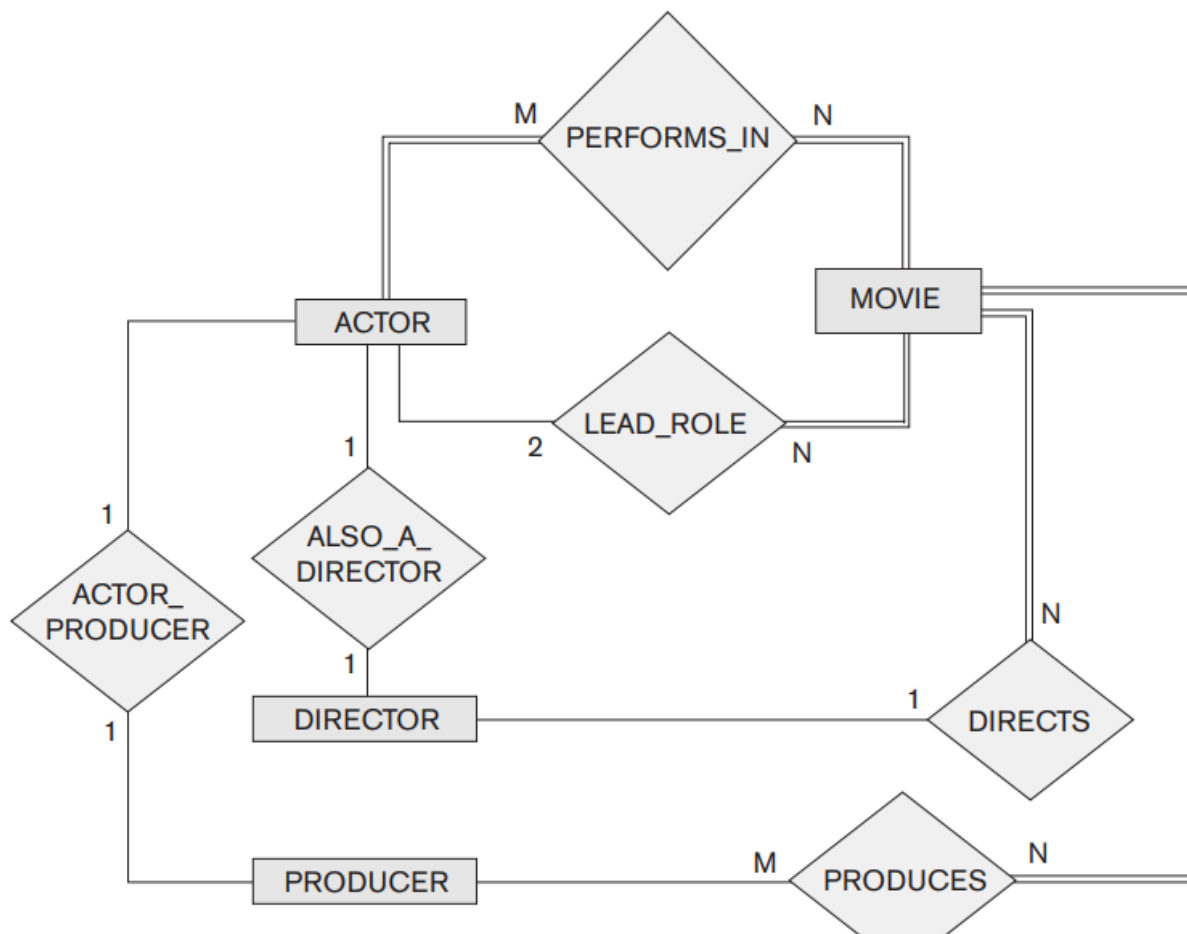 M
N
PERFORMS_IN
MOVIE
ACTOR
LEAD_ROLE
2
N
1
1
ALSO_A_
DIRECTOR
ACTOR_
PRODUCER
N
1
1
DIRECTOR
1
DIRECTS
PRODUCER
M
N
PRODUCES